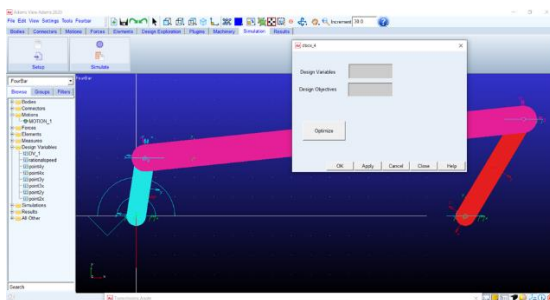 Adams View Adams 2020
File Edit View Settings Tools Fourbar
Increment 30.0
Bodies Connectors Motions Forces Elements Design Exploration Plugins Machinery Simulation Results
Setup
Simulate
FourBar
Browse Groups Filters
Bodies
Connectors
Motions
MOTION_1
Forces
Elements
Measures
Design Variables
DV_1
rationalspeed
point4y
point4x
point3y
point3x
point2y
point2x
Simulations
Results
All Other
Search
FourBar
Design Variables
Design Objectives
Optimize
OK Apply Cancel Close Help